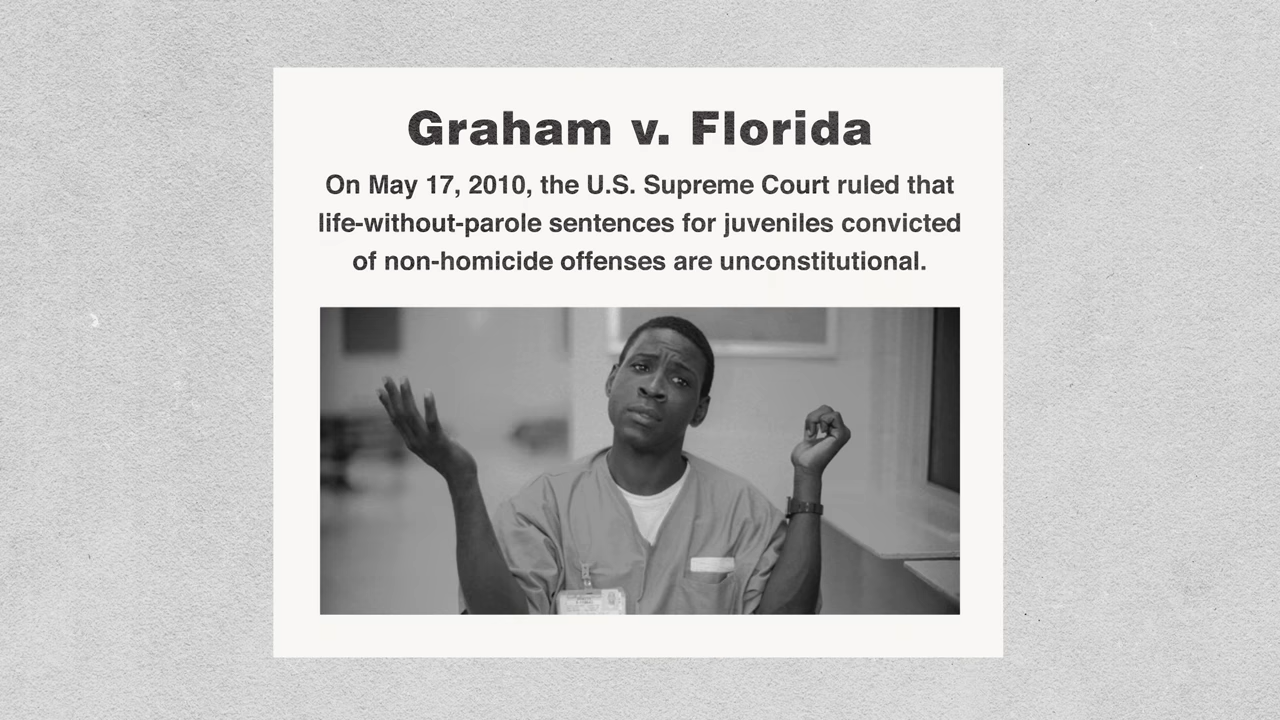 Graham v. Florida
On May 17, 2010, the U.S. Supreme Court ruled that
life-without-parole sentences for juveniles convicted
of non-homicide offenses are unconstitutional.